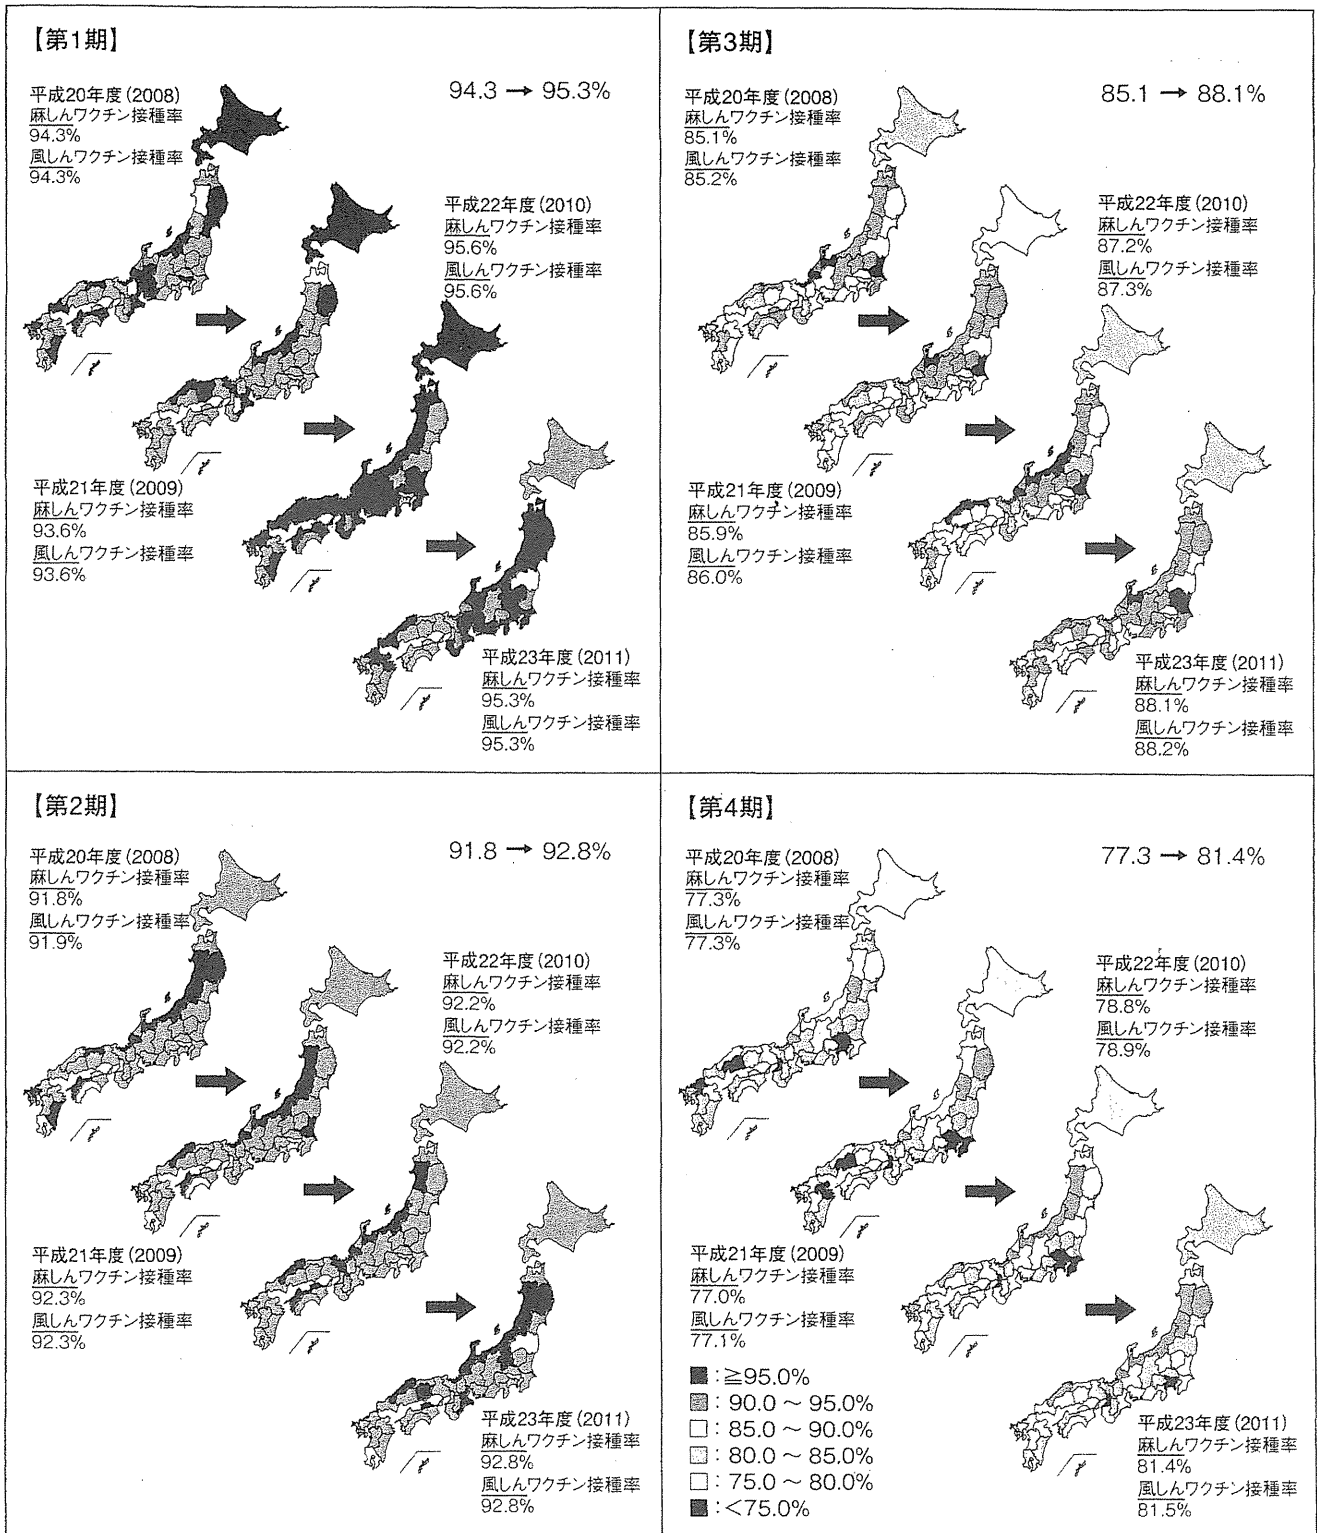 【第1期】
94.3 → 95.3%
平成20年度(2008)
麻しんワクチン接種率
94.3%
風しんワクチン接種率
94.3%
平成22年度(2010)
麻しんワクチン接種率
95.6%
風しんワクチン接種率
95.6%
平成21年度(2009)
麻しんワクチン接種率
93.6%
風しんワクチン接種率
93.6%
平成23年度(2011)
麻しんワクチン接種率
95.3%
風しんワクチン接種率
95.3%
【第3期】
85.1 → 88.1%
平成20年度(2008)
麻しんワクチン接種率
85.1%
風しんワクチン接種率
85.2%
平成22年度(2010)
麻しんワクチン接種率
87.2%
風しんワクチン接種率
87.3%
平成21年度(2009)
麻しんワクチン接種率
85.9%
風しんワクチン接種率
86.0%
平成23年度(2011)
麻しんワクチン接種率
88.1%
風しんワクチン接種率
88.2%
【第2期】
91.8 → 92.8%
平成20年度(2008)
麻しんワクチン接種率
91.8%
風しんワクチン接種率
91.9%
平成22年度(2010)
麻しんワクチン接種率
92.2%
風しんワクチン接種率
92.2%
平成21年度(2009)
麻しんワクチン接種率
92.3%
風しんワクチン接種率
92.3%
平成23年度(2011)
麻しんワクチン接種率
92.8%
風しんワクチン接種率
92.8%
【第4期】
77.3 → 81.4%
平成20年度(2008)
麻しんワクチン接種率
77.3%
風しんワクチン接種率
77.3%
平成22年度(2010)
麻しんワクチン接種率
78.8%
風しんワクチン接種率
78.9%
平成21年度(2009)
麻しんワクチン接種率
77.0%
風しんワクチン接種率
77.1%
:≧95.0%
:90.0 ~ 95.0%
:85.0 ~ 90.0%
:80.0 ~ 85.0%
:75.0 ~ 80.0%
:<75.0%
平成23年度(2011)
麻しんワクチン接種率
81.4%
風しんワクチン接種率
81.5%